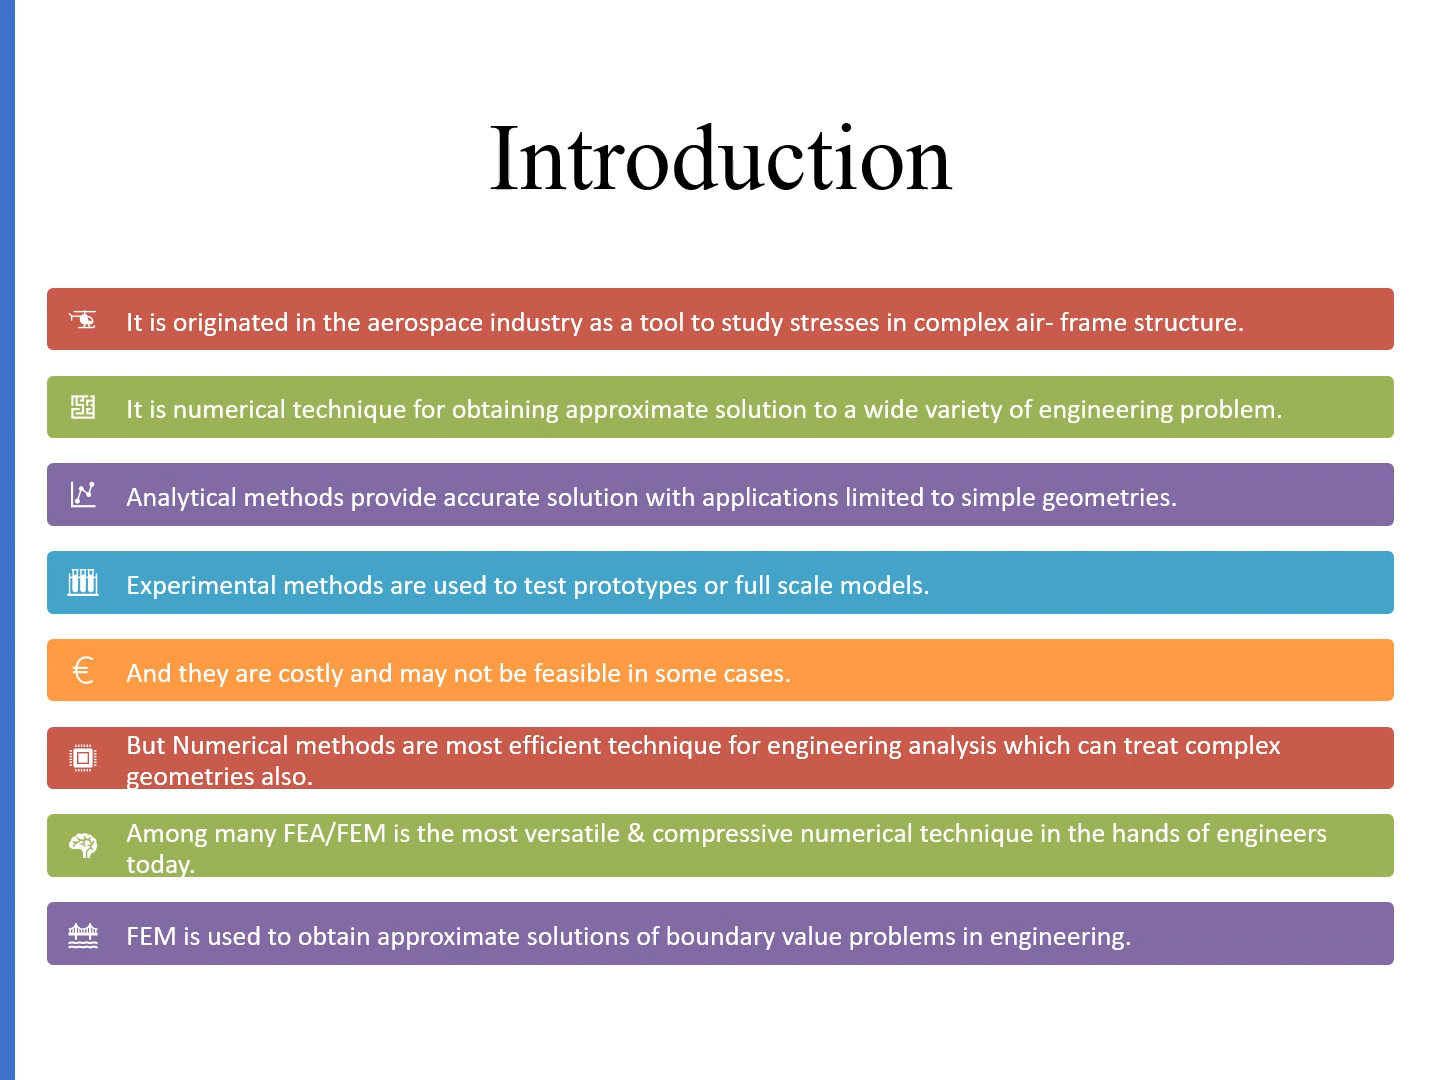 Introduction
It is originated in the aerospace industry as a tool to study stresses in complex air- frame structure.
It is numerical technique for obtaining approximate solution to a wide variety of engineering problem.
Analytical methods provide accurate solution with applications limited to simple geometries.
Experimental methods are used to test prototypes or full scale models.
And they are costly and may not be feasible in some cases.
But Numerical methods are most efficient technique for engineering analysis which can treat complex
geometries also.
Among many FEA/FEM is the most versatile & compressive numerical technique in the hands of engineers
today.
FEM is used to obtain approximate solutions of boundary value problems in engineering.